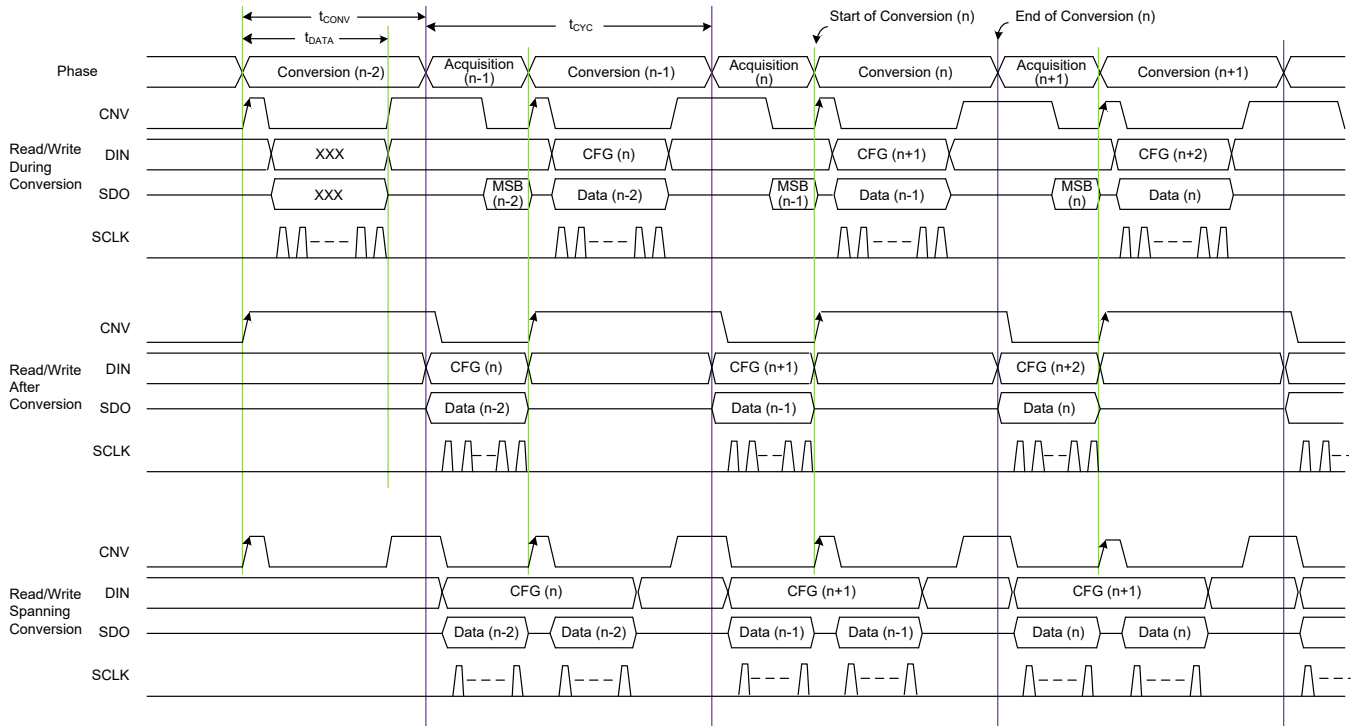 tCONV
tDATA
tCYC
Start of Conversion (n)
End of Conversion (n)
Phase
Conversion (n-2)
Acquisition
(n-1)
Conversion (n-1)
Acquisition
(n)
Conversion (n)
Acquisition
(n+1)
Conversion (n+1)
Read/Write
During
Conversion
CNV
DIN
XXX
CFG (n)
CFG (n+1)
CFG (n+2)
SDO
XXX
MSB
(n-2)
Data (n-2)
MSB
(n-1)
Data (n-1)
MSB
(n)
Data (n)
SCLK
Read/Write
After
Conversion
CNV
DIN
CFG (n)
CFG (n+1)
CFG (n+2)
SDO
Data (n-2)
Data (n-1)
Data (n)
SCLK
Read/Write
Spanning
Conversion
CNV
DIN
CFG (n)
CFG (n+1)
CFG (n+1)
SDO
Data (n-2)
Data (n-2)
Data (n-1)
Data (n-1)
Data (n)
Data (n)
SCLK